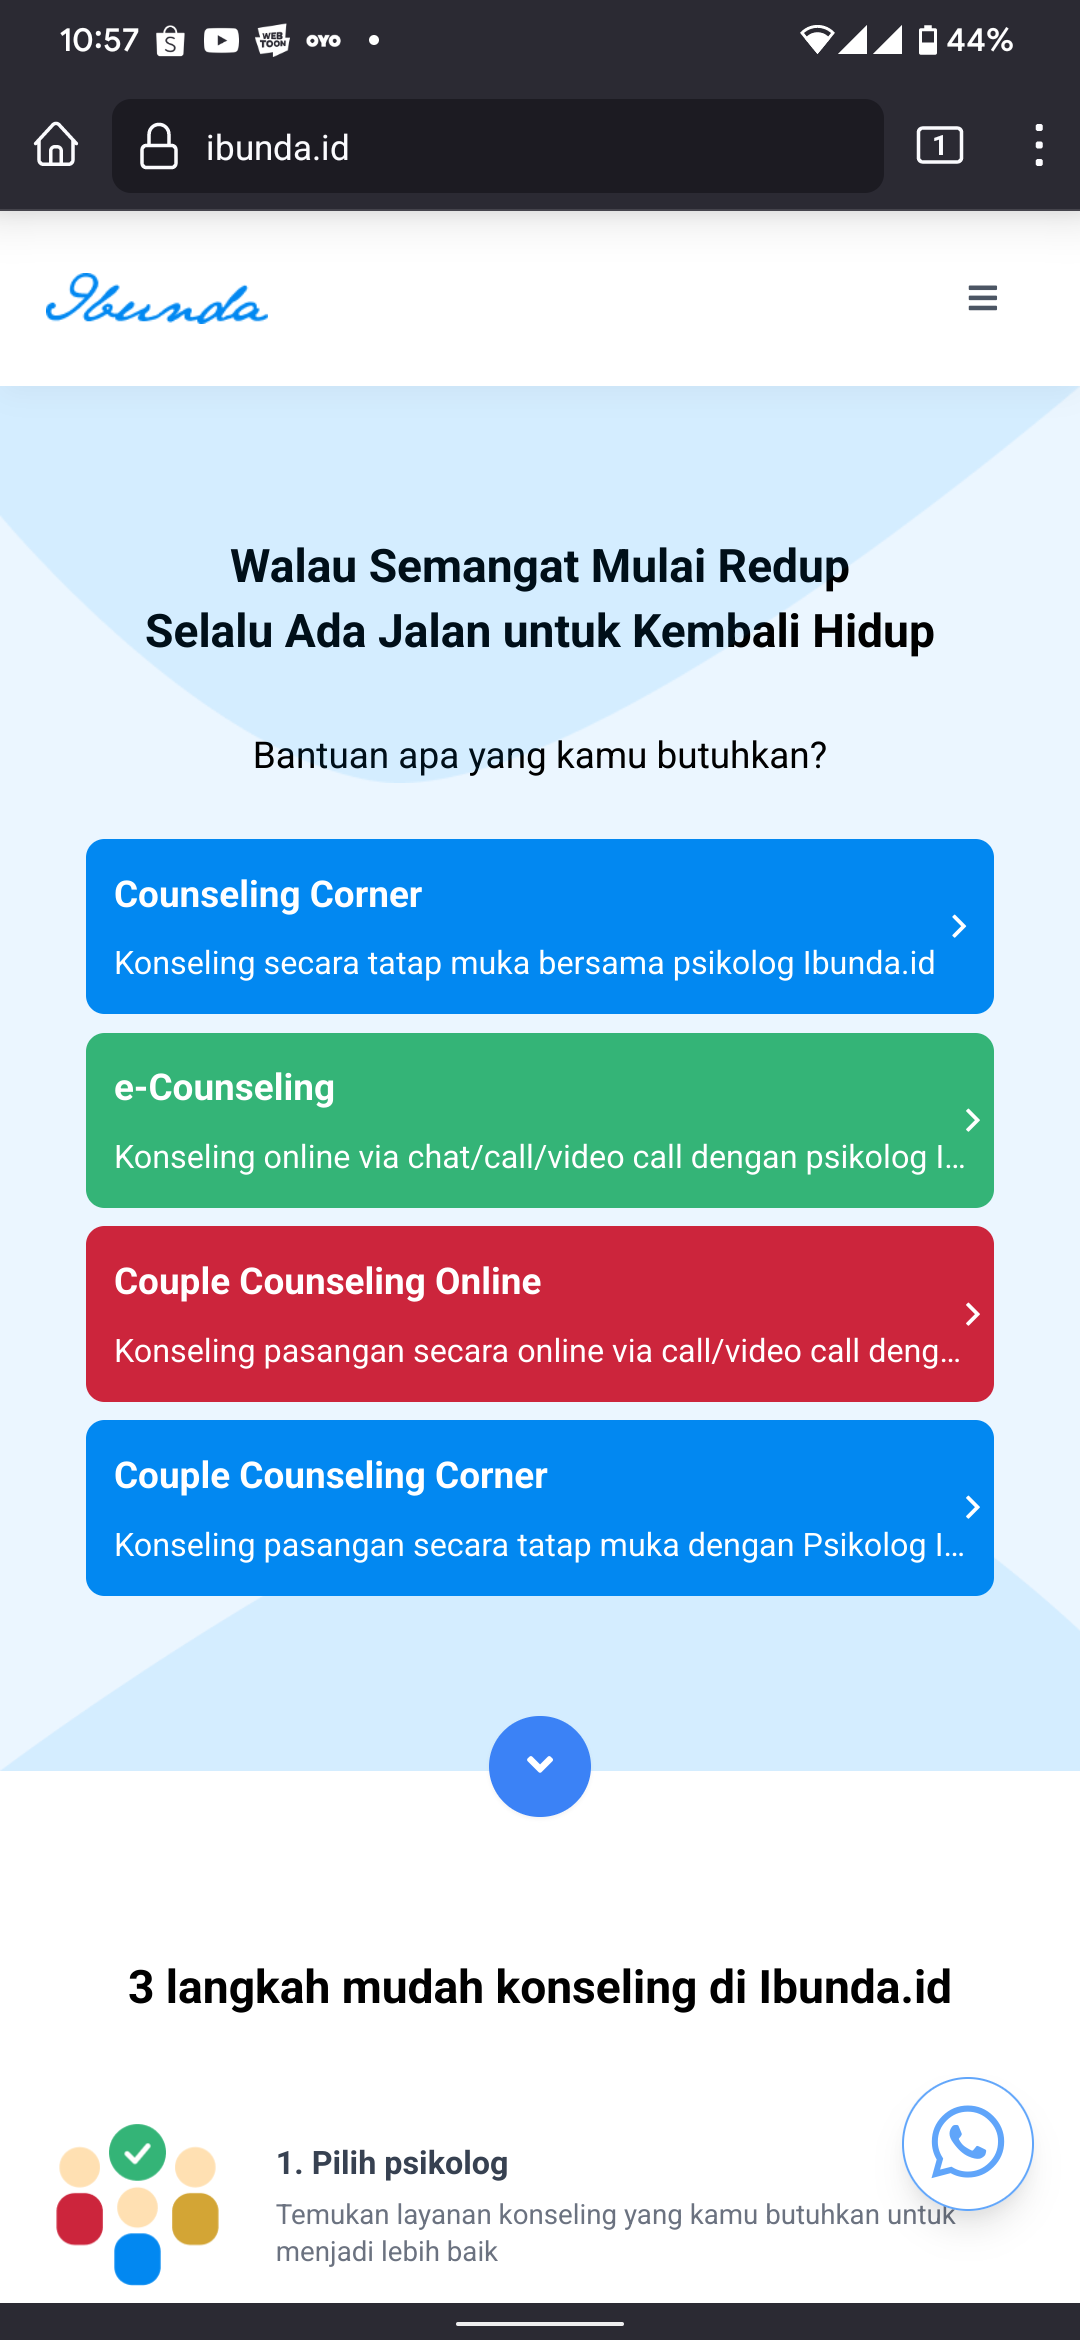 10:57
WEB
TOON
OYO
44%
ibunda.id
1
Ibunda
Walau Semangat Mulai Redup
Selalu Ada Jalan untuk Kembali Hidup
Bantuan apa yang kamu butuhkan?
Counseling Corner
Konseling secara tatap muka bersama psikolog Ibunda.id
e-Counseling
Konseling online via chat/call/video call dengan psikolog I...
Couple Counseling Online
Konseling pasangan secara online via call/video call deng...
Couple Counseling Corner
Konseling pasangan secara tatap muka dengan Psikolog I...
3 langkah mudah konseling di Ibunda.id
1. Pilih psikolog
Temukan layanan konseling yang kamu butuhkan untuk
menjadi lebih baik